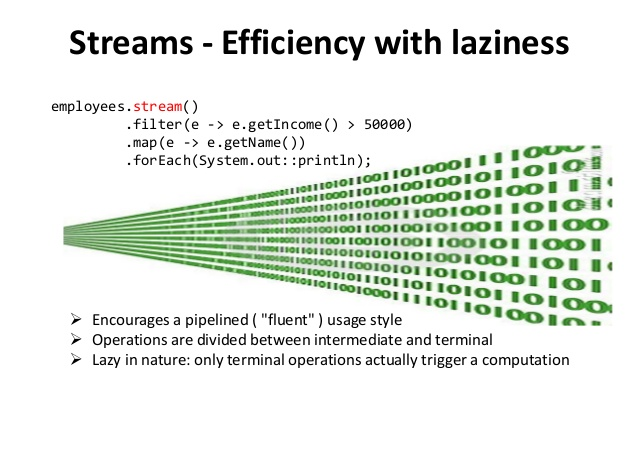 Streams - Efficiency with laziness
employees.stream()
.filter(e -> e.getIncome() > 50000)
.map(e -> e.getName())
.forEach(System.out::println);
➢ Encourages a pipelined ( "fluent" ) usage style
➢ Operations are divided between intermediate and terminal
➢ Lazy in nature: only terminal operations actually trigger a computation